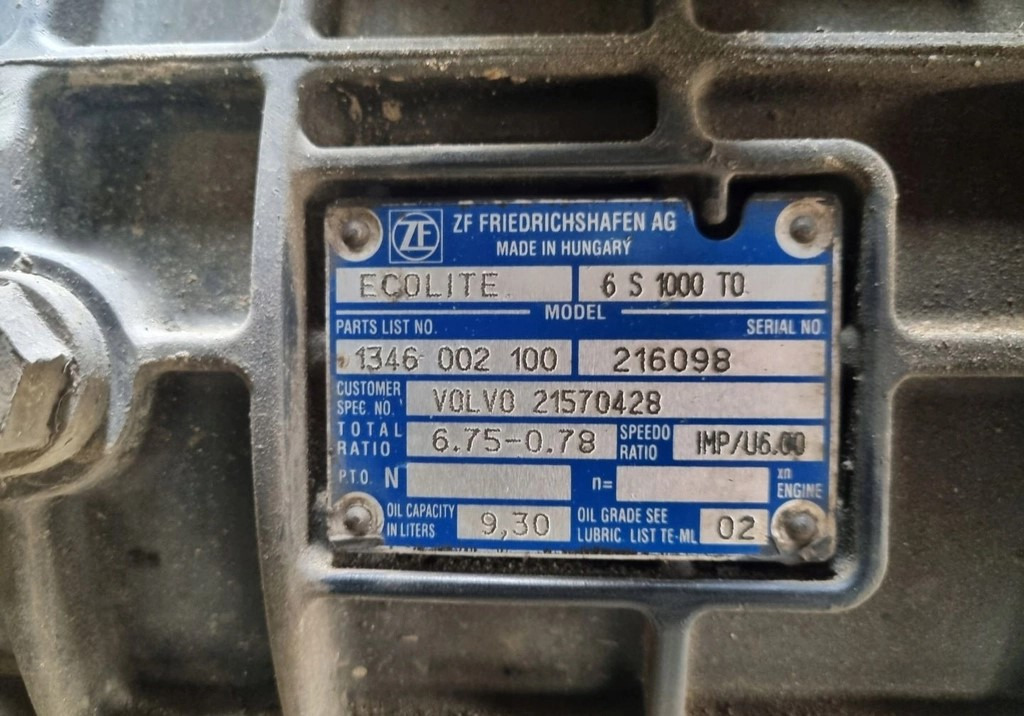 ZF ZF FRIEDRICHSHAFEN AG
MADE IN HUNGARY
ECOLITE 6 S 1000 TO
MODEL
PARTS LIST NO. SERIAL NO.
1346 002 100 216098
CUSTOMER SPEC. NO. VOLVO 21570428
TOTAL RATIO 6.75-0.78 SPEEDO RATIO IMP/U6.00
P.T.O. N n= xn ENGINE
OIL CAPACITY IN LITERS 9,30 OIL GRADE SEE LUBRIC. LIST TE-ML 02